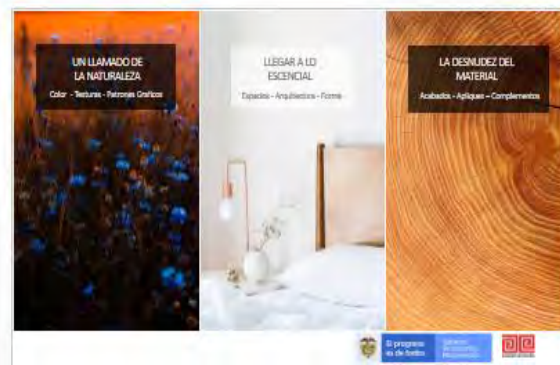 UN LLAMADO DE
LA NATURALEZA
Color - Texturas - Patrones Graficos
LLEGAR A LO
ESCENCIAL
Espacios - Arquitectura - Forma
LA DESNUDEZ DEL
MATERIAL
Acabados - Apliques - Complementos
El progreso
es de todos